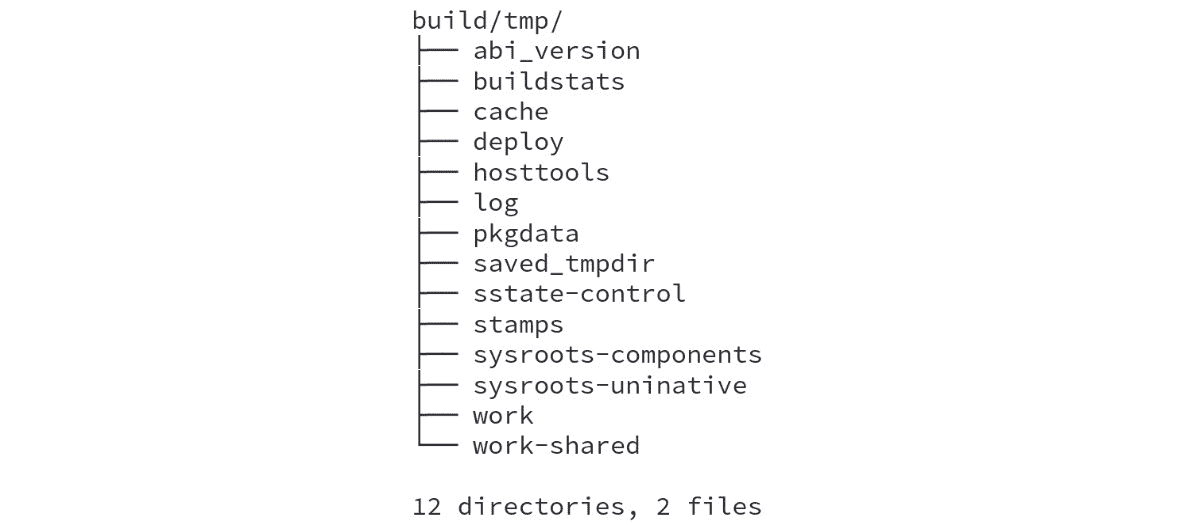 build/tmp/
├── abi_version
├── buildstats
├── cache
├── deploy
├── hosttools
├── log
├── pkgdata
├── saved_tmpdir
├── sstate-control
├── stamps
├── sysroots-components
├── sysroots-uninative
├── work
└── work-shared
12 directories, 2 files